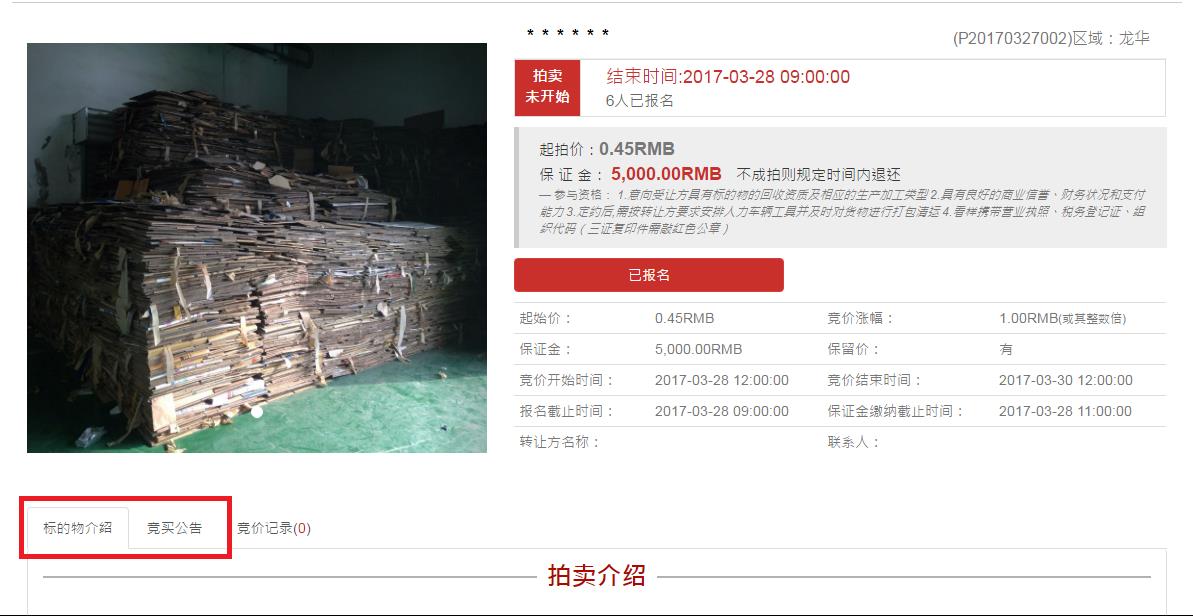 ******
(P20170327002)区域：龙华
拍卖
未开始
结束时间:2017-03-28 09:00:00
6人已报名
起拍价：0.45RMB
保 证 金： 5,000.00RMB 不成拍则规定时间内退还
— 参与资格： 1.意向受让方具有标的物的回收资质及相应的生产加工类型 2.具有良好的商业信誉、财务状况和支付
能力 3.定约后,需按转让方要求安排人力车辆工具并及时对货物进行打包清运 4.看样携带营业执照、税务登记证、组
织代码（三证复印件需敲红色公章）
已报名
起始价： 0.45RMB 竞价涨幅： 1.00RMB(或其整数倍)
保证金： 5,000.00RMB 保留价： 有
竞价开始时间： 2017-03-28 12:00:00 竞价结束时间： 2017-03-30 12:00:00
报名截止时间： 2017-03-28 09:00:00 保证金缴纳截止时间： 2017-03-28 11:00:00
转让方名称： 联系人：
标的物介绍 竞买公告 竞价记录(0)
拍卖介绍